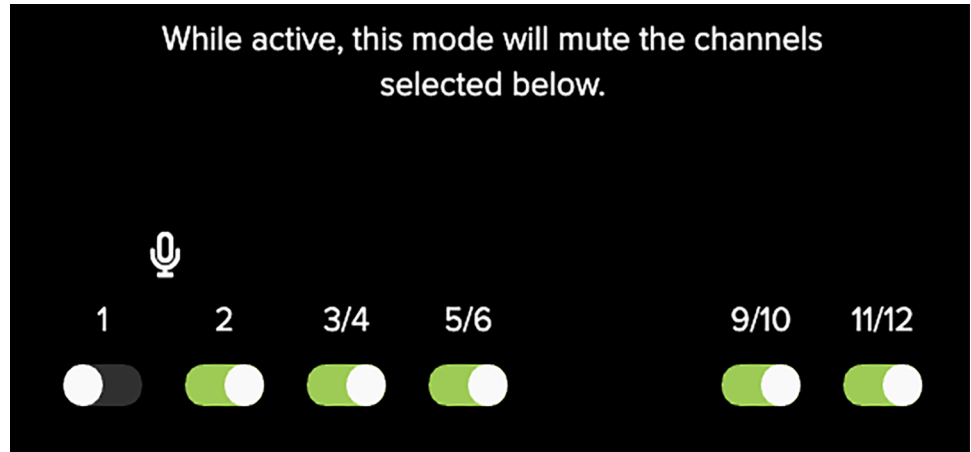 While active, this mode will mute the channels
selected below.
1 2 3/4 5/6 9/10 11/12